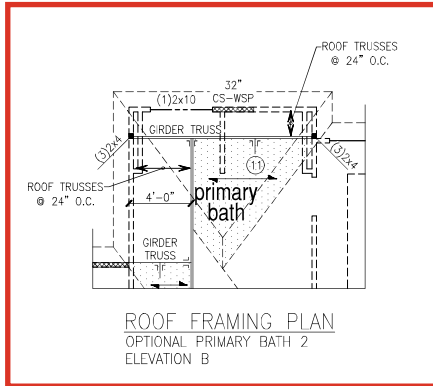 ROOF TRUSSES
@ 24" O.C.
32"
(1)2x10
CS-WSP
GIRDER TRUSS
(3)2x4
(3)2x4
11
ROOF TRUSSES
@ 24" O.C.
4'-0"
primary
bath
GIRDER
TRUSS
ROOF FRAMING PLAN
OPTIONAL PRIMARY BATH 2
ELEVATION B